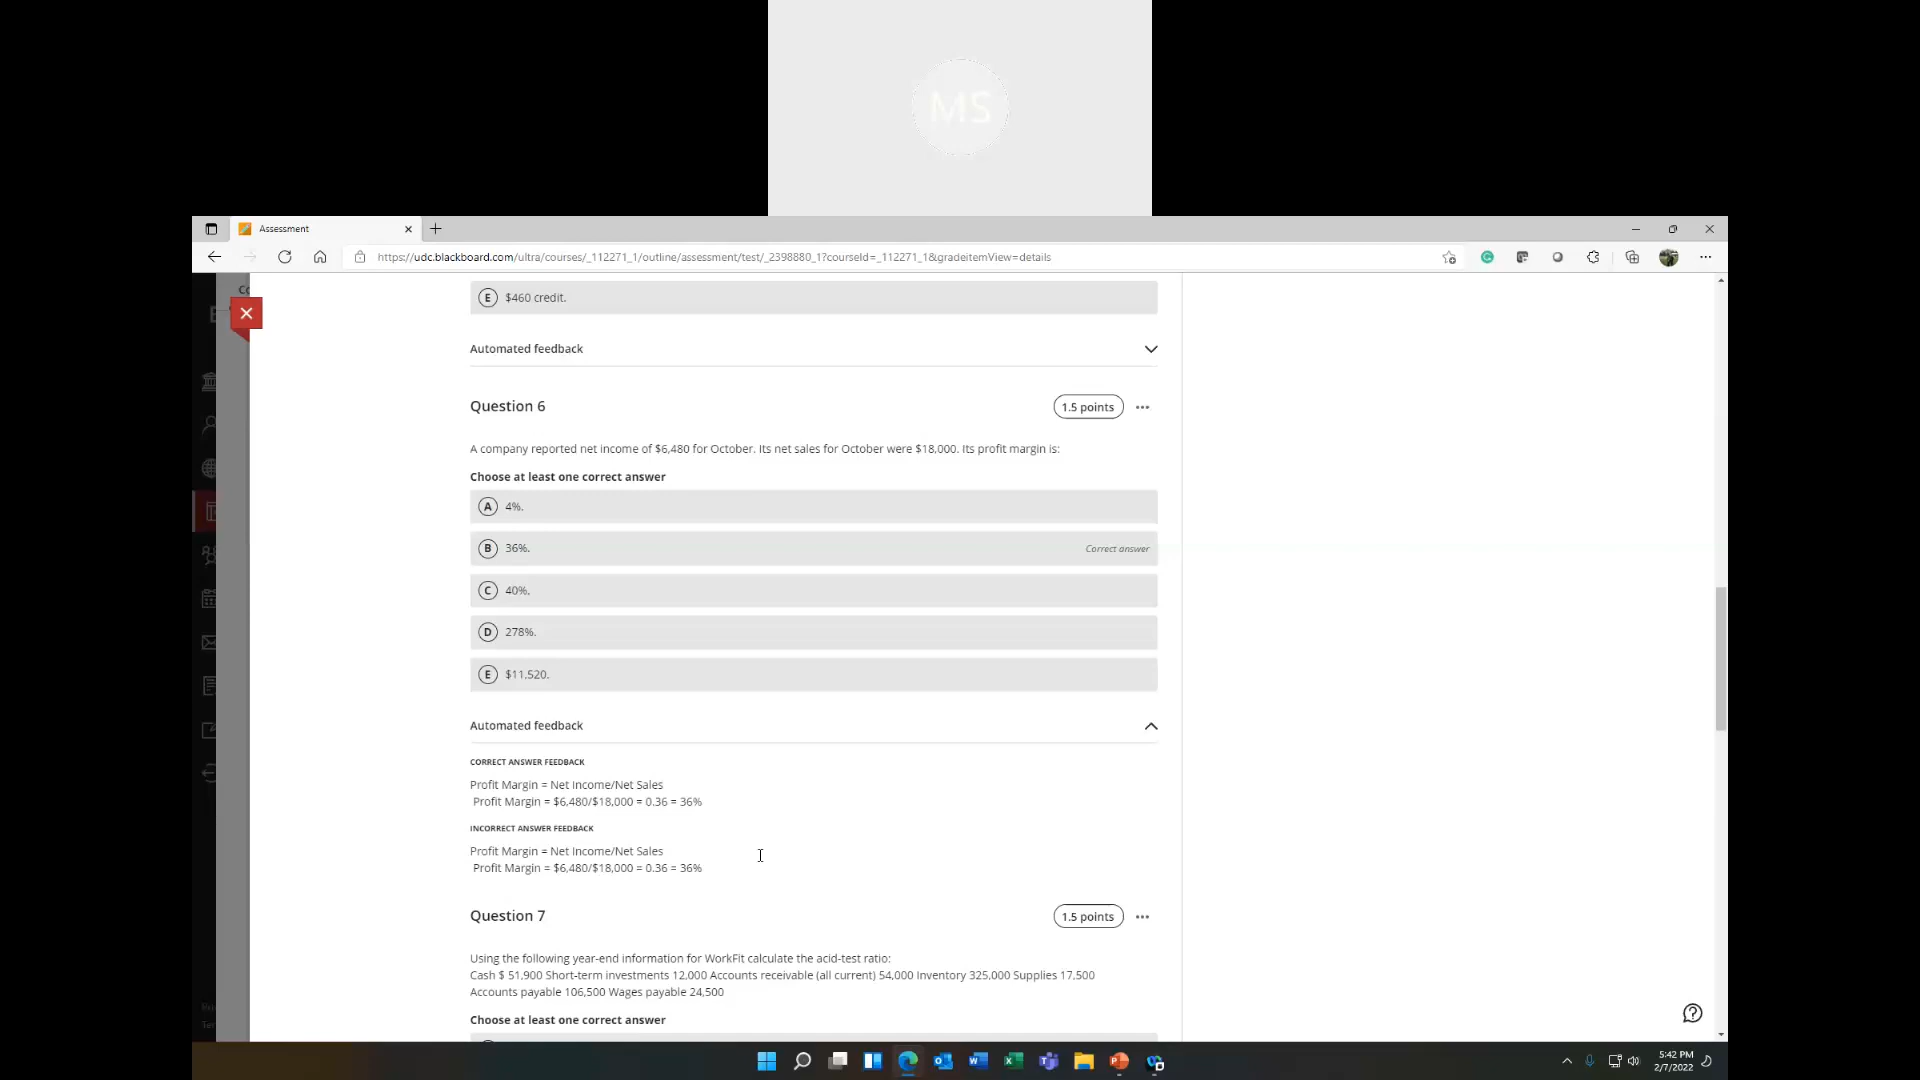 MS
Assessment
https://udc.blackboard.com/ultra/courses/_112271_1/outline/assessment/test/_2398880_1?courseId=_112271_1&gradeitemView=details
E $460 credit.
Automated feedback
Question 6
1.5 points
A company reported net income of $6,480 for October. Its net sales for October were $18,000. Its profit margin is:
Choose at least one correct answer
A 4%.
B 36%. Correct answer
C 40%.
D 278%.
E $11,520.
Automated feedback
CORRECT ANSWER FEEDBACK
Profit Margin = Net Income/Net Sales
Profit Margin = $6,480/$18,000 = 0.36 = 36%
INCORRECT ANSWER FEEDBACK
Profit Margin = Net Income/Net Sales
Profit Margin = $6,480/$18,000 = 0.36 = 36%
Question 7
1.5 points
Using the following year-end information for WorkFit calculate the acid-test ratio:
Cash $ 51,900 Short-term investments 12,000 Accounts receivable (all current) 54,000 Inventory 325,000 Supplies 17,500
Accounts payable 106,500 Wages payable 24,500
Choose at least one correct answer
5:42 PM
2/7/2022